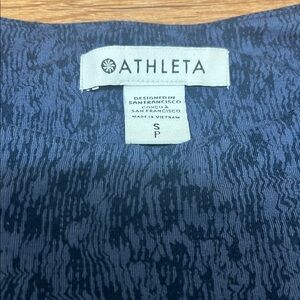 ATHLETA
DESIGNED IN
SAN FRANCISCO
CONÇU À
SAN FRANCISCO
MADE IN VIETNAM
S
P